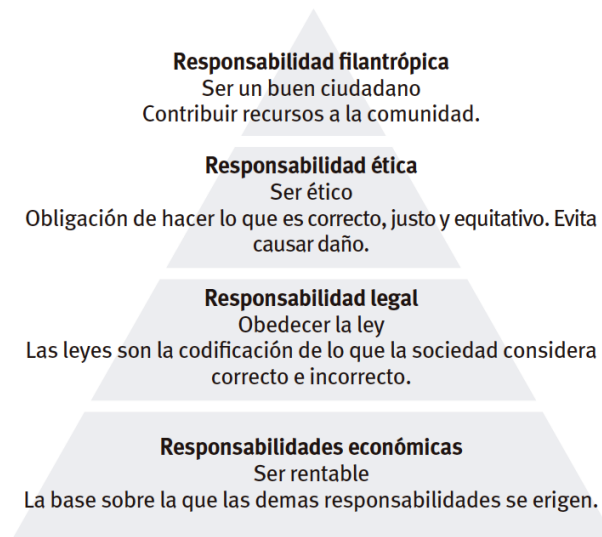 Responsabilidad filantrópica
Ser un buen ciudadano
Contribuir recursos a la comunidad.
Responsabilidad ética
Ser ético
Obligación de hacer lo que es correcto, justo y equitativo. Evita
causar daño.
Responsabilidad legal
Obedecer la ley
Las leyes son la codificación de lo que la sociedad considera
correcto e incorrecto.
Responsabilidades económicas
Ser rentable
La base sobre la que las demas responsabilidades se erigen.